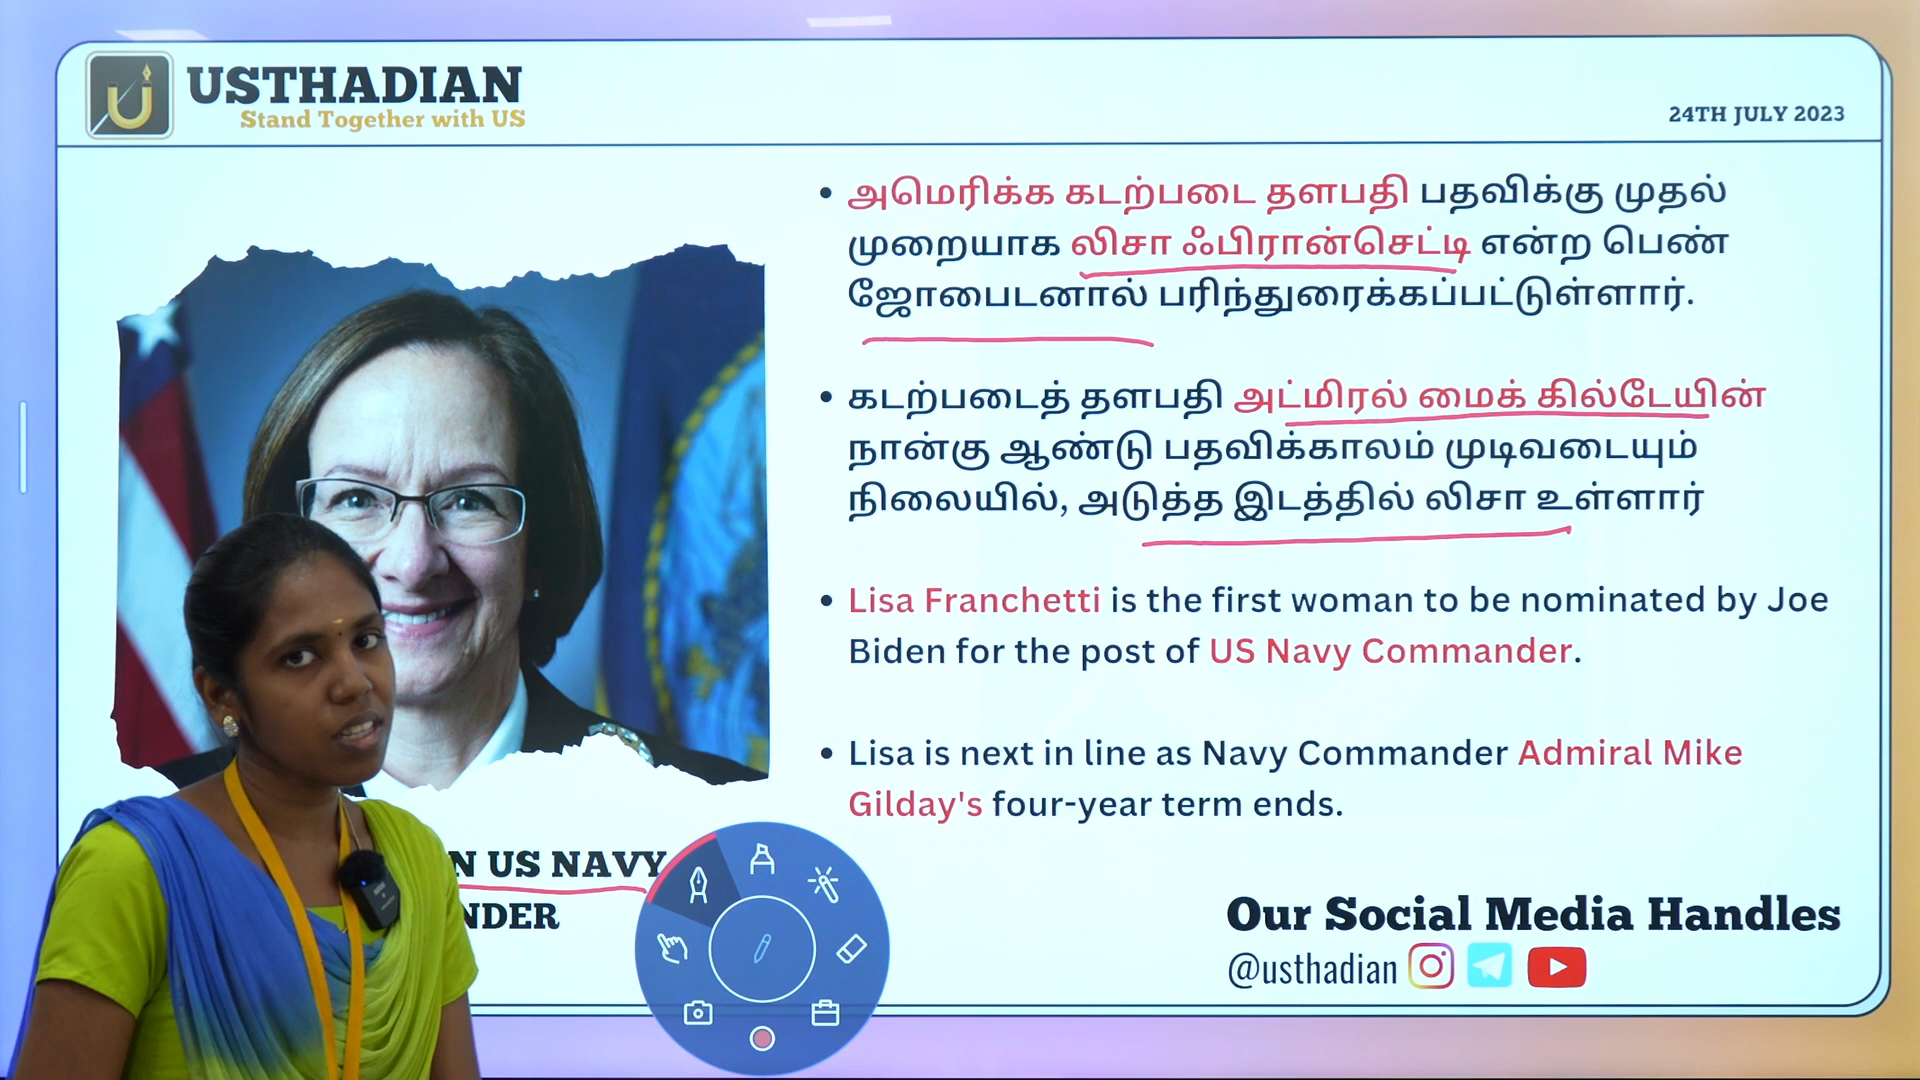 USTHADIAN
Stand Together with US
24TH JULY 2023
• அமெரிக்க கடற்படை தளபதி பதவிக்கு முதல்
முறையாக லிசா ஃபிரான்செட்டி என்ற பெண்
ஜோபைடனால் பரிந்துரைக்கப்பட்டுள்ளார்.
• கடற்படைத் தளபதி அட்மிரல் மைக் கில்டேயின்
நான்கு ஆண்டு பதவிக்காலம் முடிவடையும்
நிலையில், அடுத்த இடத்தில் லிசா உள்ளார்
• Lisa Franchetti is the first woman to be nominated by Joe
Biden for the post of US Navy Commander.
• Lisa is next in line as Navy Commander Admiral Mike
Gilday's four-year term ends.
US NAVY
Our Social Media Handles
@usthadian